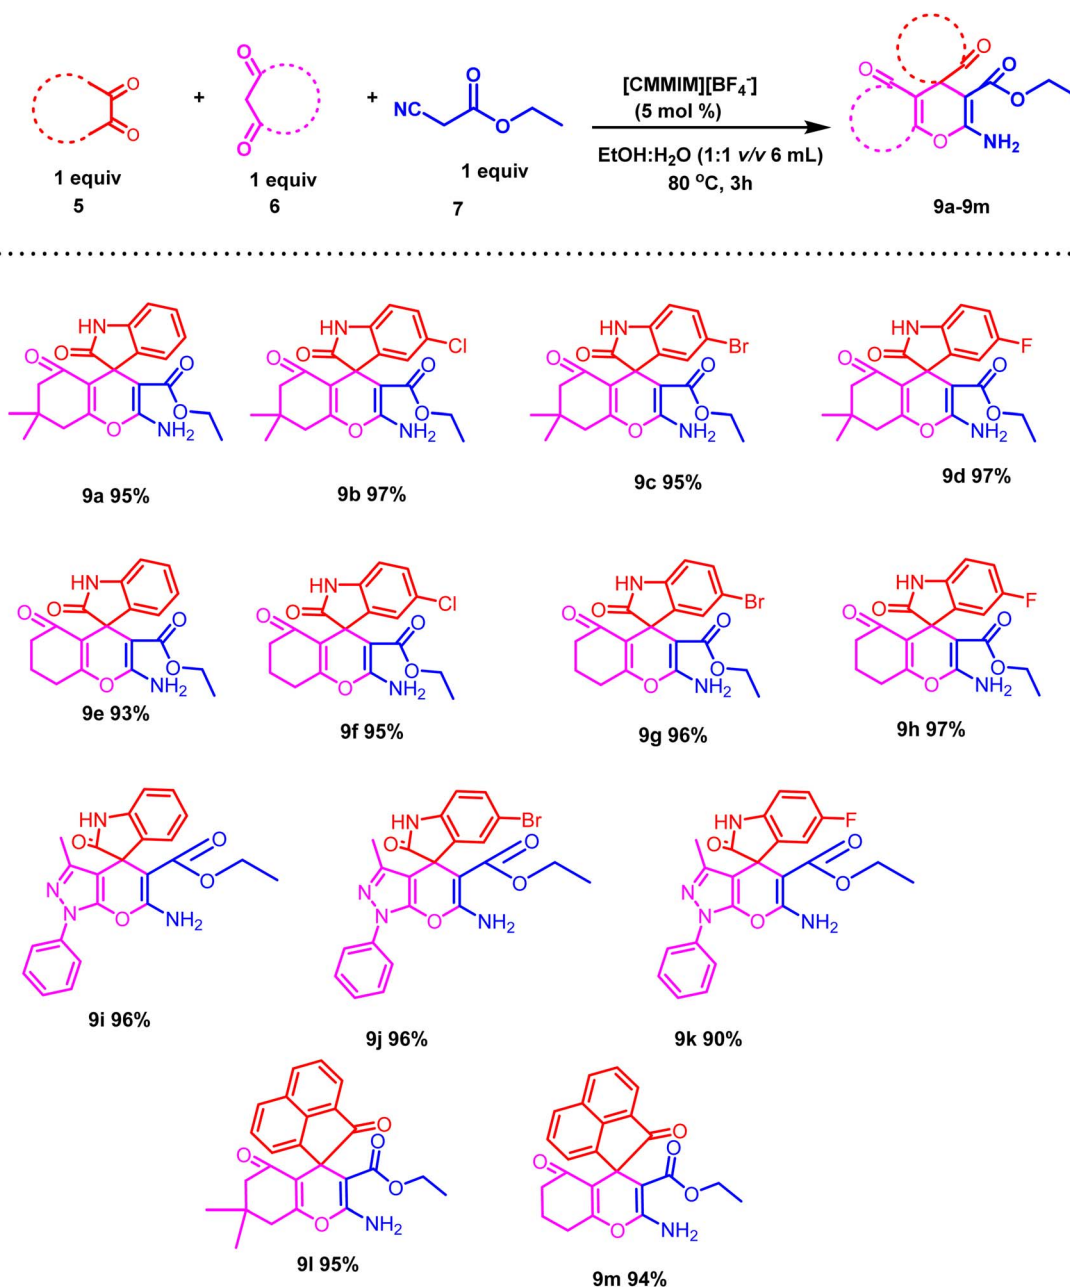 O O + O O + NC O O [CMMIM][BF₄⁻] O O O O O NH₂
(5 mol %)
1 equiv 1 equiv 1 equiv EtOH:H₂O (1:1 v/v 6 mL)
5 6 7 80 °C, 3h 9a-9m
HN O O O O O NH₂
HN O O Cl O O O NH₂
HN O O Br O O O NH₂
HN O O F O O O NH₂
9a 95% 9b 97% 9c 95% 9d 97%
HN O O O O O NH₂
HN O O Cl O O O NH₂
HN O O Br O O O NH₂
HN O O F O O O NH₂
9e 93% 9f 95% 9g 96% 9h 97%
HN O O O N N O NH₂
HN O Br O O N N O NH₂
HN O F O O N N O NH₂
9i 96% 9j 96% 9k 90%
O O O O O NH₂
O O O O O NH₂
9l 95% 9m 94%